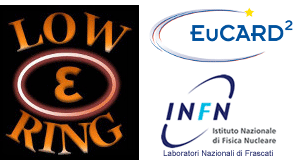 LOW
ε
RING
EuCARD²
INFN
Istituto Nazionale
di Fisica Nucleare
Laboratori Nazionali di Frascati